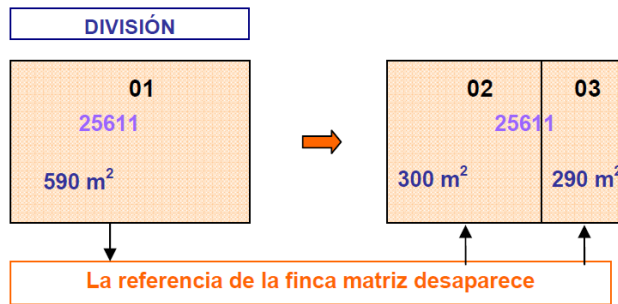 DIVISIÓN
01
25611
590 m²
02
03
25611
300 m²
290 m²
La referencia de la finca matriz desaparece